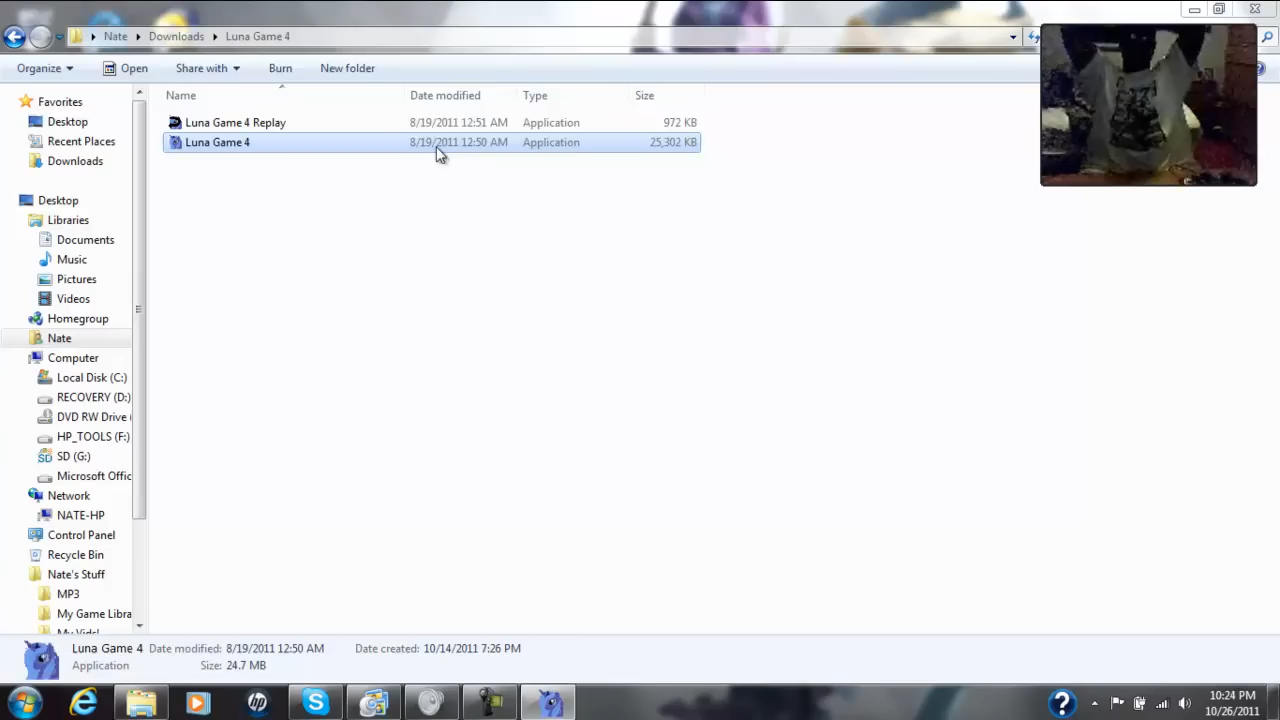 Nate Downloads Luna Game 4
Organize Open Share with Burn New folder
Name Date modified Type Size
Luna Game 4 Replay 8/19/2011 12:51 AM Application 972 KB
Luna Game 4 8/19/2011 12:50 AM Application 25,302 KB
Favorites
Desktop
Recent Places
Downloads
Desktop
Libraries
Documents
Music
Pictures
Videos
Homegroup
Nate
Computer
Local Disk (C:)
RECOVERY (D:)
DVD RW Drive (
HP_TOOLS (F:)
SD (G:)
Microsoft Offic
Network
NATE-HP
Control Panel
Recycle Bin
Nate's Stuff
MP3
My Game Libra
My Vids!
Luna Game 4 Date modified: 8/19/2011 12:50 AM Date created: 10/14/2011 7:26 PM
Application Size: 24.7 MB
hp
10:24 PM
10/26/2011